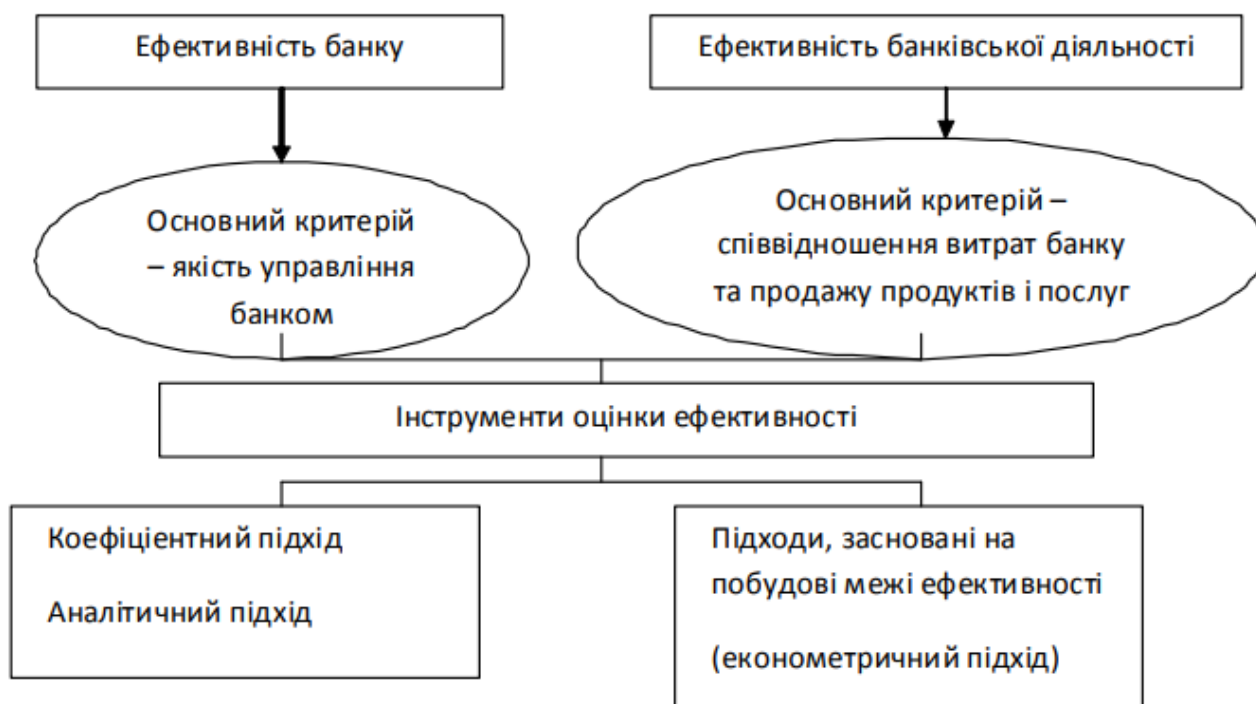 Ефективність банку
Ефективність банківської діяльності
Основний критерій
– якість управління
банком
Основний критерій –
співвідношення витрат банку
та продажу продуктів і послуг
Інструменти оцінки ефективності
Коефіціентний підхід
Аналітичний підхід
Підходи, засновані на
побудові межі ефективності
(економетричний підхід)